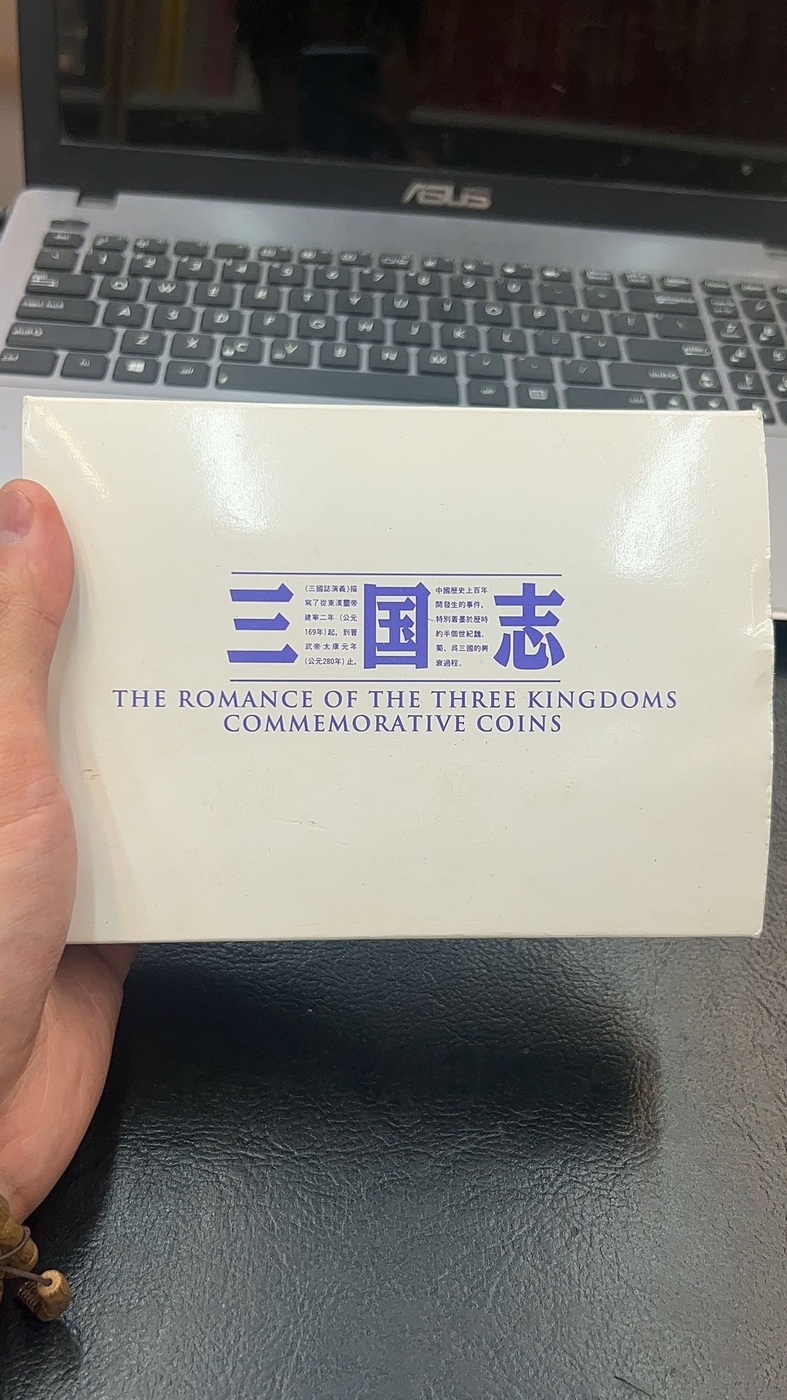 ASUS
三国志
《三國誌演義》描
寫了從東漢靈帝
建寧二年（公元
169年）起，到晉
武帝太康元年
（公元280年）止，
中國歷史上百年
間發生的事件，
特別着墨於歷時
約半個世紀魏、
蜀、吳三國的興
衰過程。
THE ROMANCE OF THE THREE KINGDOMS
COMMEMORATIVE COINS